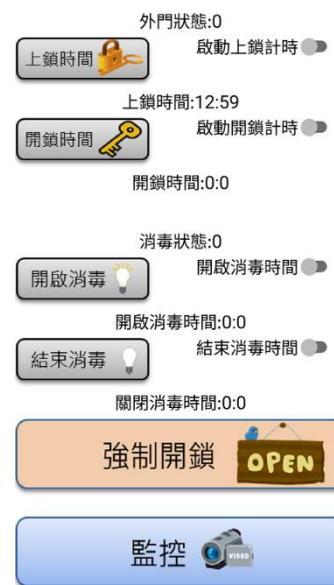 外門狀態:0
上鎖時間
啟動上鎖計時
上鎖時間:12:59
開鎖時間
啟動開鎖計時
開鎖時間:0:0
消毒狀態:0
開啟消毒
開啟消毒時間
開啟消毒時間:0:0
結束消毒
結束消毒時間
關閉消毒時間:0:0
強制開鎖 OPEN
監控 VIDEO